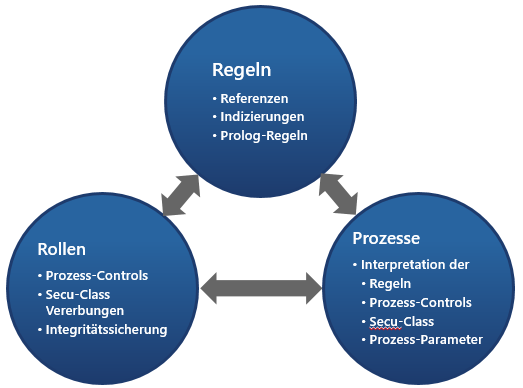 Regeln
• Referenzen
• Indizierungen
• Prolog-Regeln
Rollen
• Prozess-Controls
• Secu-Class
Vererbungen
• Integritätssicherung
Prozesse
• Interpretation der
• Regeln
• Prozess-Controls
• Secu-Class
• Prozess-Parameter